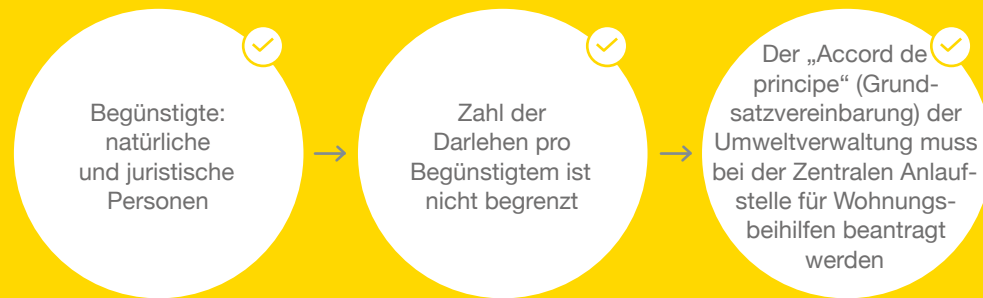 Begünstigte:
natürliche
und juristische
Personen
Zahl der
Darlehen pro
Begünstigtem ist
nicht begrenzt
Der „Accord de
principe“ (Grund-
satzvereinbarung) der
Umweltverwaltung muss
bei der Zentralen Anlauf-
stelle für Wohnungs-
beihilfen beantragt
werden